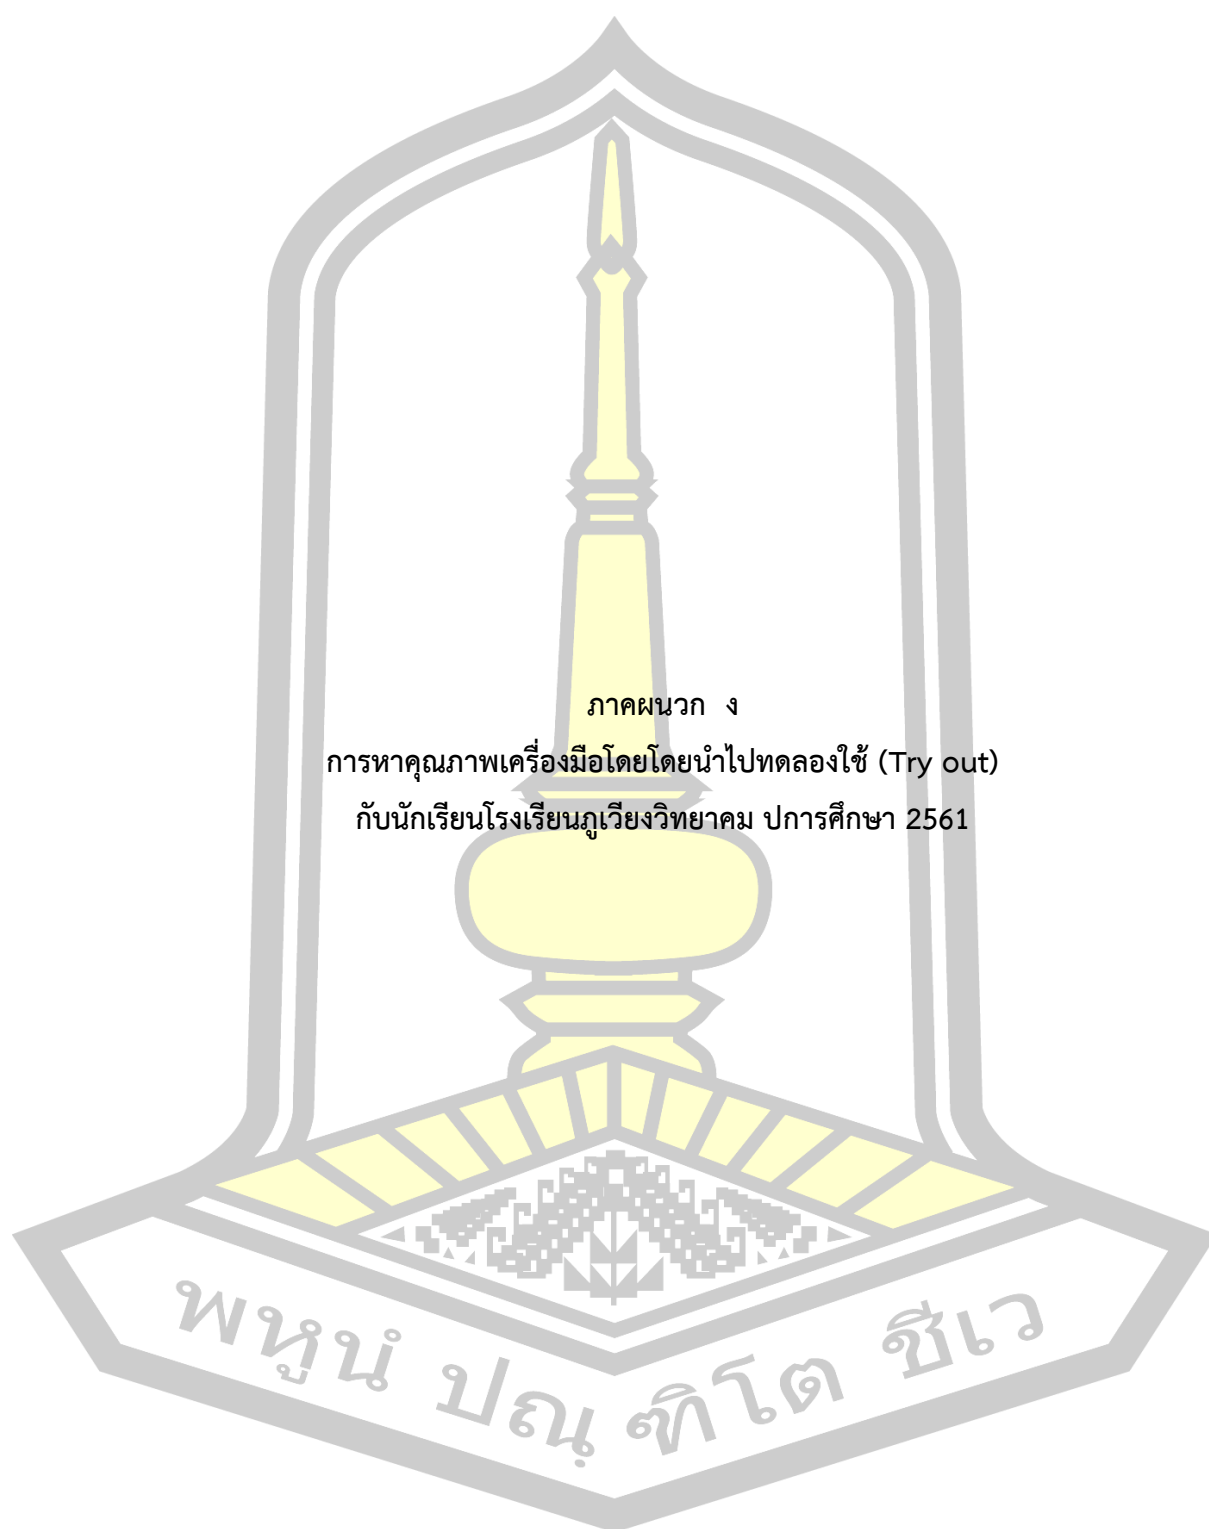 ภาคผนวก ง
การหาคุณภาพเครื่องมือโดยโดยนำไปทดลองใช้ (Try out)
กับนักเรียนโรงเรียนภูเวียงวิทยาคม ปการศึกษา 2561
พหูนํ ปณฺฑิโต ชีเว